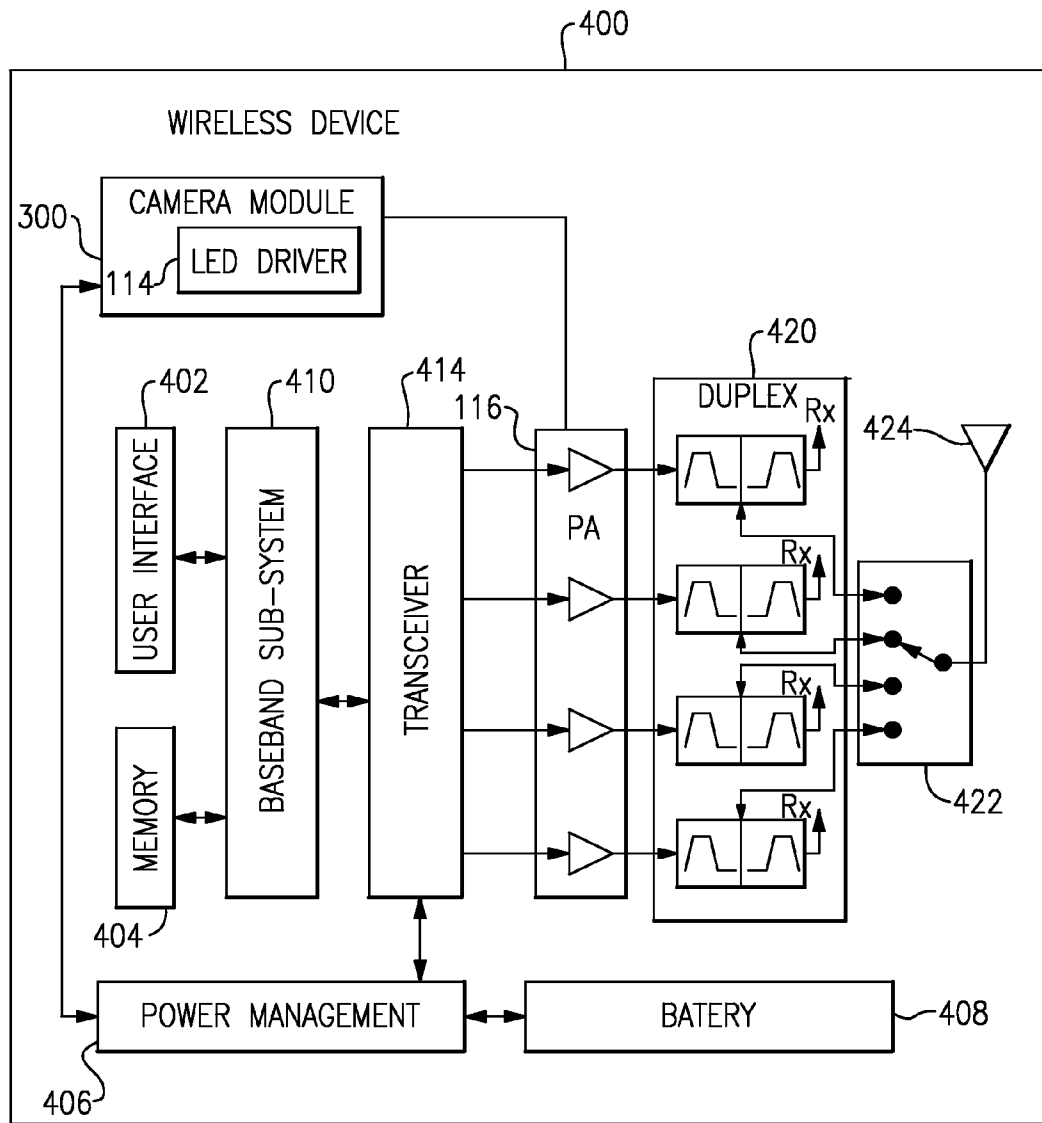 400
WIRELESS DEVICE
CAMERA MODULE
300
LED DRIVER
114
402
410
414
116
420
DUPLEX
Rx
424
USER INTERFACE
BASEBAND SUB-SYSTEM
TRANSCEIVER
PA
Rx
Rx
MEMORY
Rx
422
404
POWER MANAGEMENT
BATERY
408
406